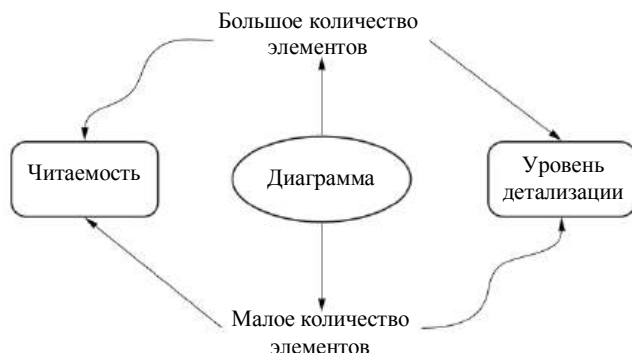 Большое количество
элементов
Читаемость
Диаграмма
Уровень
детализации
Малое количество
элементов